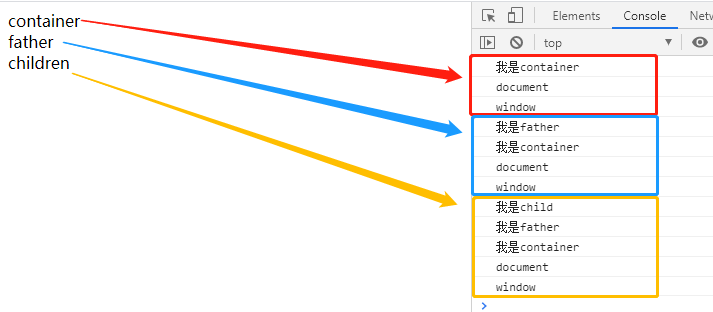 container
father
children
Elements Console Netwo
top
我是container
document
window
我是father
我是container
document
window
我是child
我是father
我是container
document
window